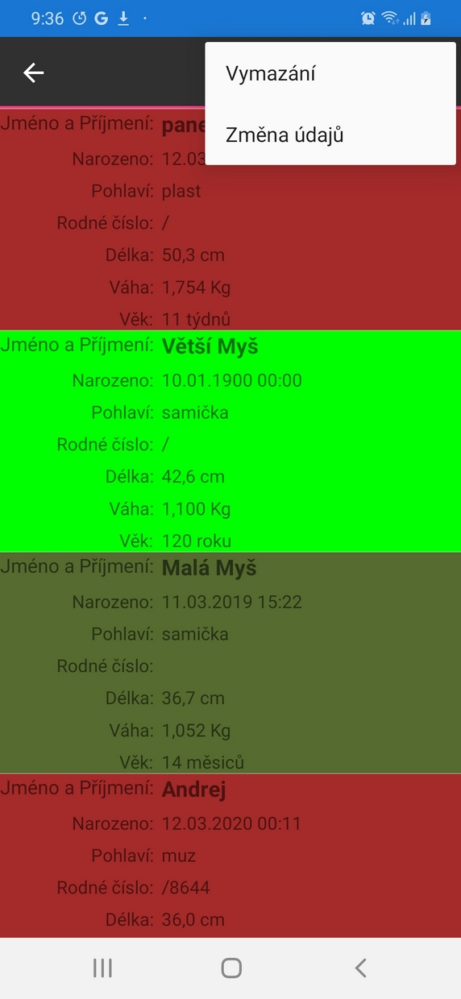 9:36
Vymazání
Změna údajů
Jméno a Příjmení:
Narozeno: 12.03
Pohlaví: plast
Rodné číslo: /
Délka: 50,3 cm
Váha: 1,754 Kg
Věk: 11 týdnů
Jméno a Příjmení: Větší Myš
Narozeno: 10.01.1900 00:00
Pohlaví: samička
Rodné číslo: /
Délka: 42,6 cm
Váha: 1,100 Kg
Věk: 120 roku
Jméno a Příjmení: Malá Myš
Narozeno: 11.03.2019 15:22
Pohlaví: samička
Rodné číslo:
Délka: 36,7 cm
Váha: 1,052 Kg
Věk: 14 měsiců
Jméno a Příjmení: Andrej
Narozeno: 12.03.2020 00:11
Pohlaví: muz
Rodné číslo: /8644
Délka: 36,0 cm